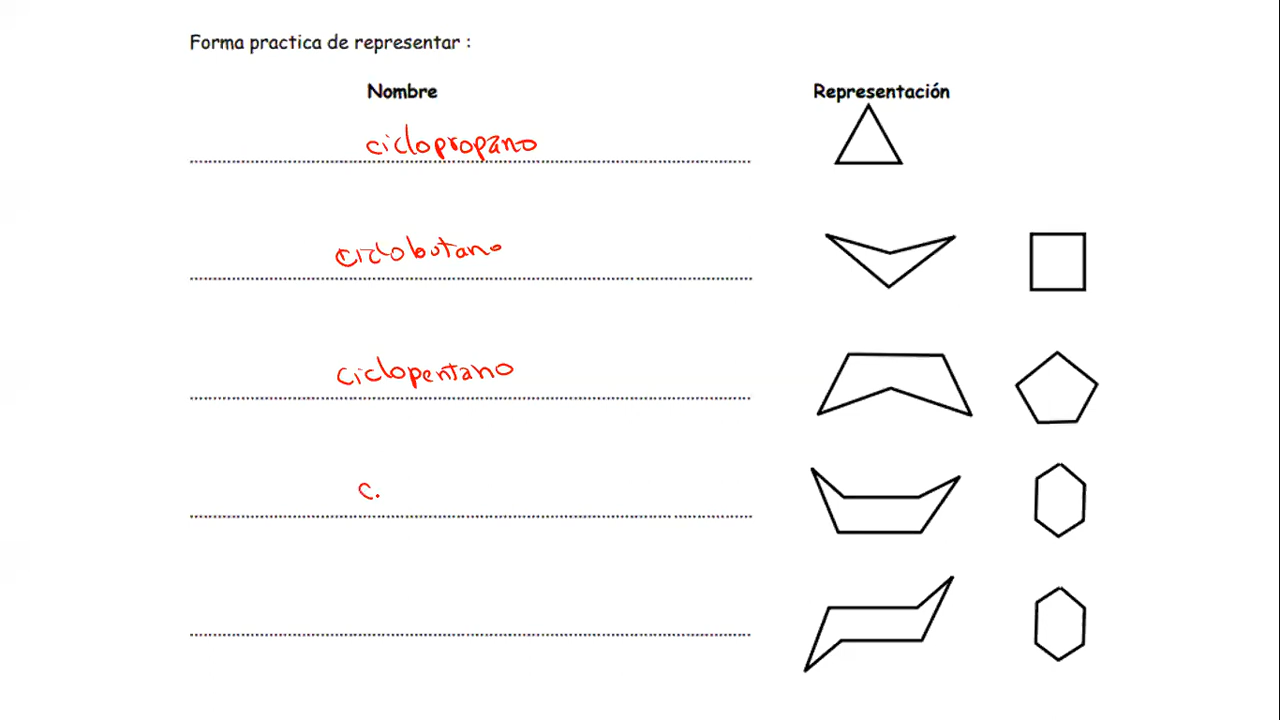 Forma practica de representar :
Nombre Representación
ciclopropano
ciclobutano
ciclopentano
c.